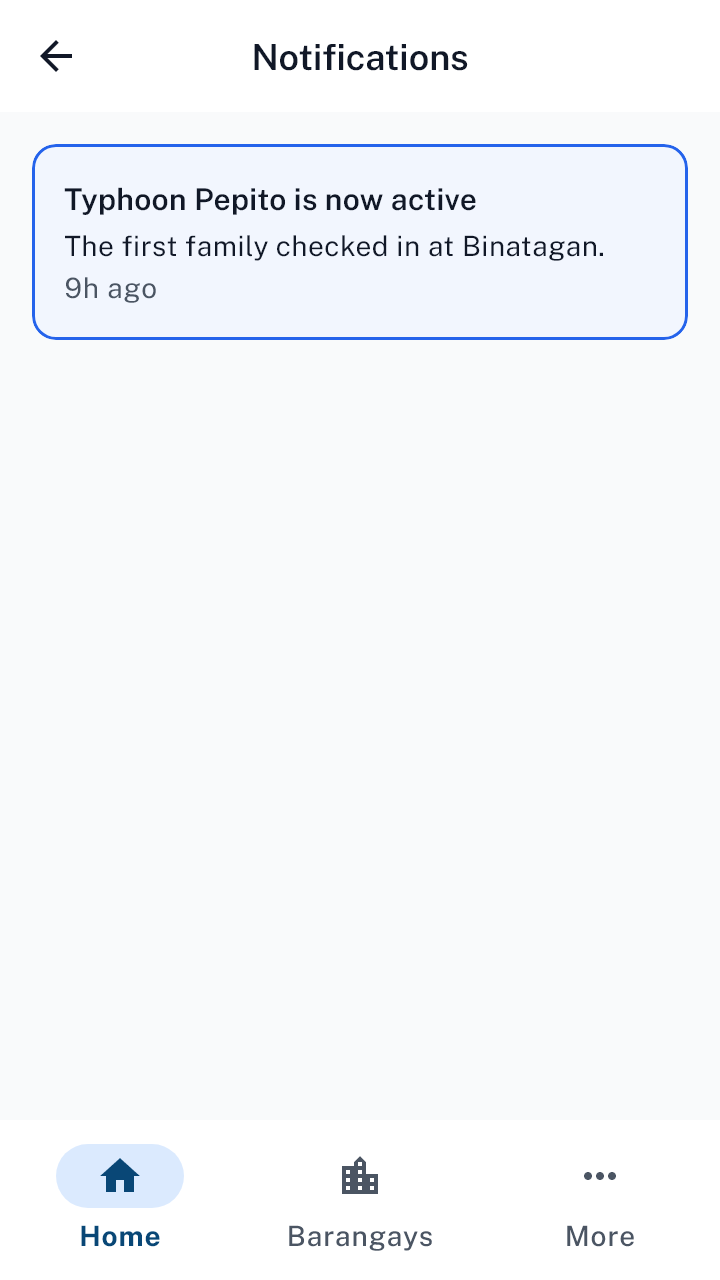 Notifications
Typhoon Pepito is now active
The first family checked in at Binatagan.
9h ago
Home
Barangays
More